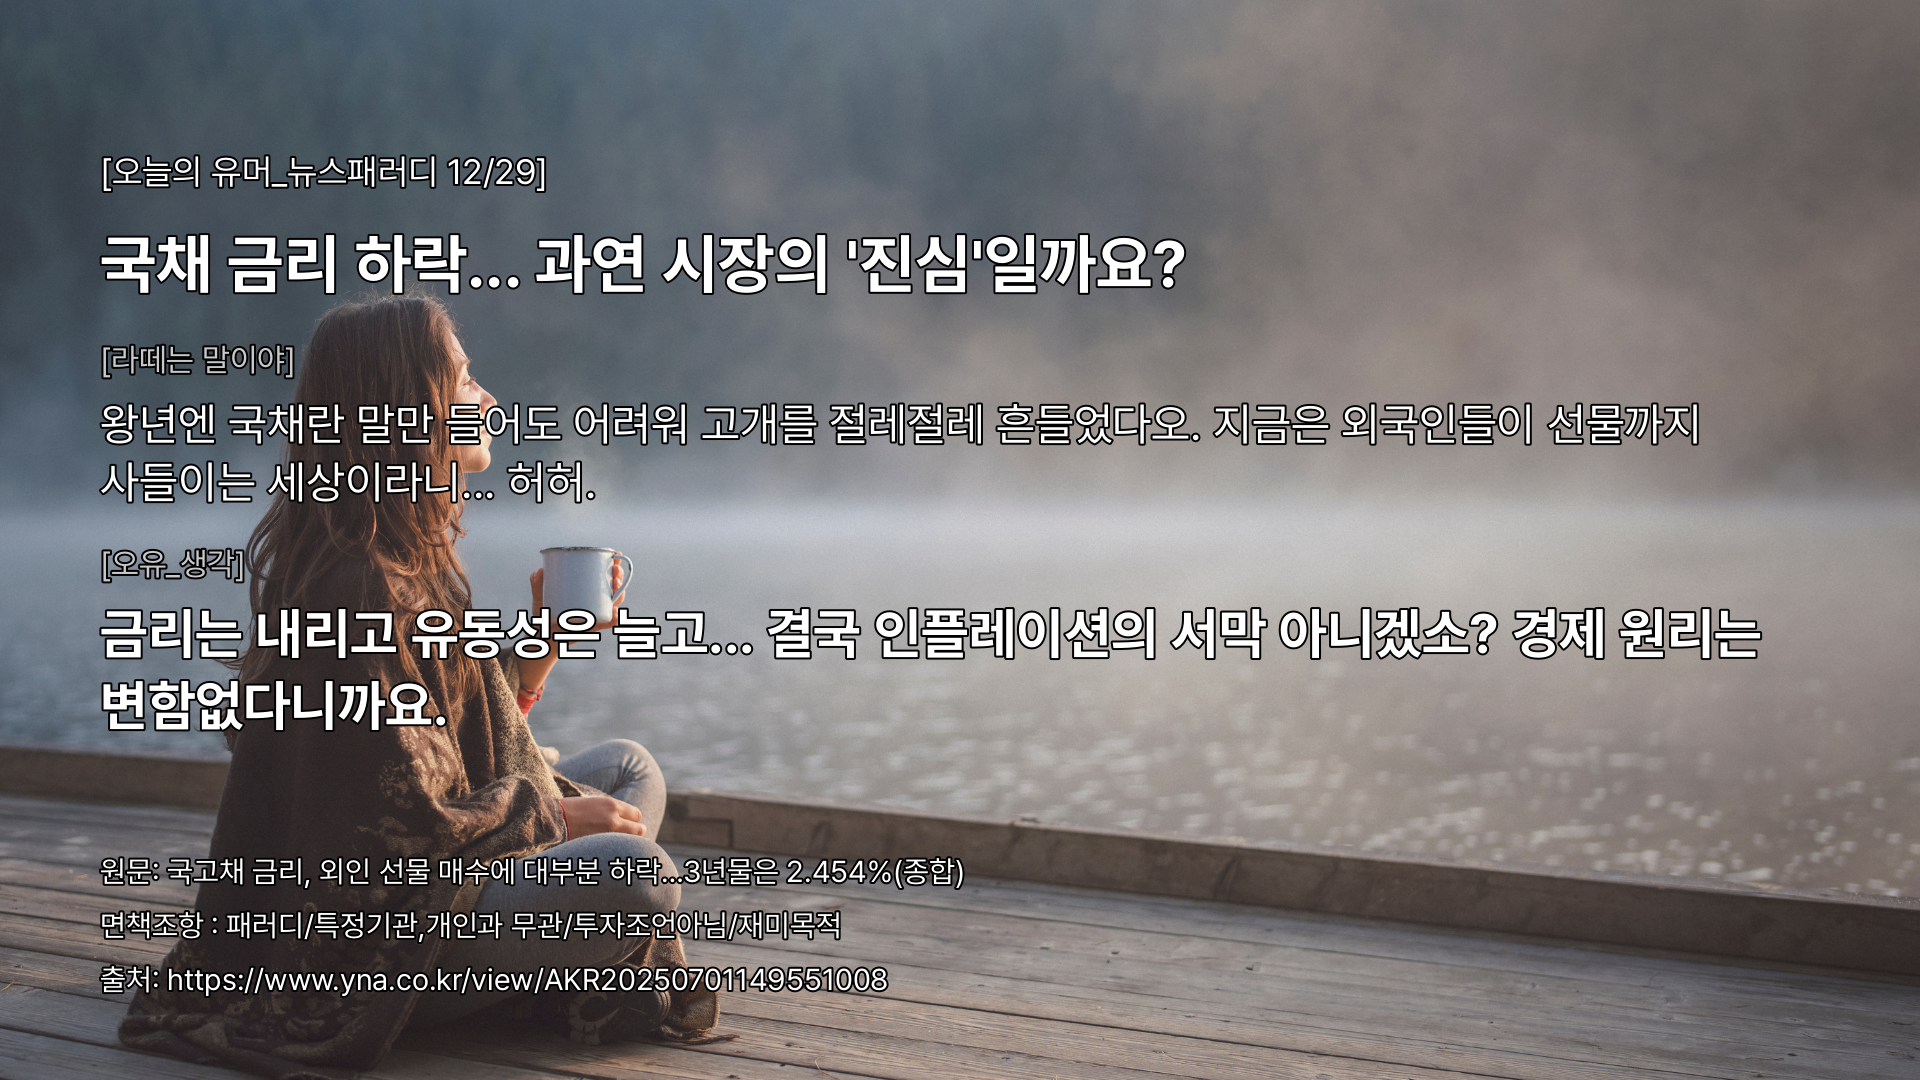 [오늘의 유머_뉴스패러디 12/29]
국채 금리 하락... 과연 시장의 '진심'일까요?
[라떼는 말이야]
왕년엔 국채란 말만 들어도 어려워 고개를 절레절레 흔들었다오. 지금은 외국인들이 선물까지
사들이는 세상이라니... 허허.
[오유_생각]
금리는 내리고 유동성은 늘고... 결국 인플레이션의 서막 아니겠소? 경제 원리는
변함없다니까요.
원문: 국고채 금리, 외인 선물 매수에 대부분 하락…3년물은 2.454%(종합)
면책조항 : 패러디/특정기관,개인과 무관/투자조언아님/재미목적
출처: https://www.yna.co.kr/view/AKR20250701149551008